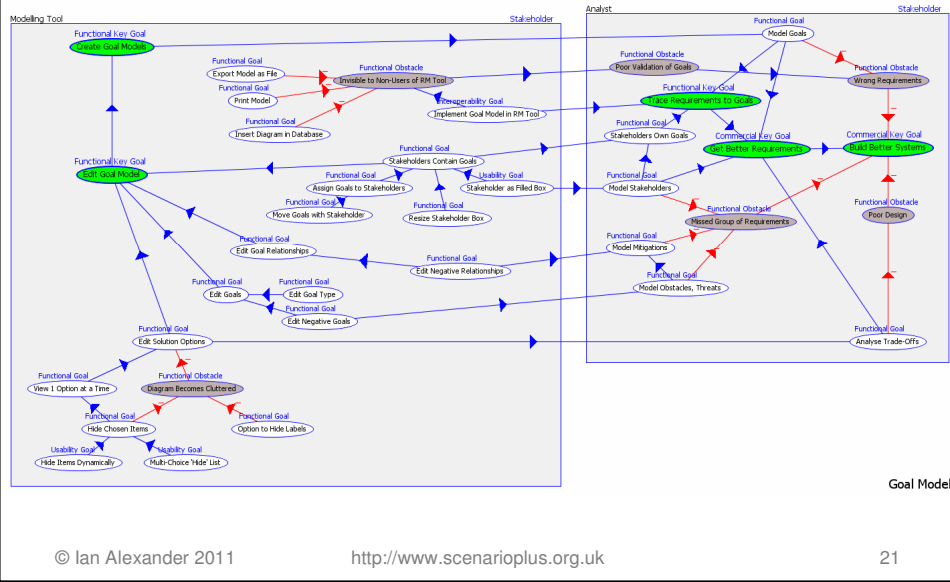 Modelling Tool
Stakeholder
Functional Key Goal
Create Goal Models
Functional Goal
Export Model as File
Functional Goal
Print Model
Functional Obstacle
Invisible to Non-Users of RM Tool
Insert Diagram in Database
Functional Goal
Interoperability Goal
Implement Goal Model in RM Tool
Functional Key Goal
Edit Goal Model
Functional Goal
Stakeholders Contain Goals
Functional Goal
Assign Goals to Stakeholders
Usability Goal
Stakeholder as Filled Box
Functional Goal
Move Goals with Stakeholder
Functional Goal
Resize Stakeholder Box
Functional Goal
Edit Goal Relationships
Functional Goal
Edit Negative Relationships
Functional Goal
Edit Goals
Functional Goal
Edit Goal Type
Functional Goal
Edit Negative Goals
Functional Goal
Edit Solution Options
Functional Goal
View 1 Option at a Time
Functional Obstacle
Diagram Becomes Cluttered
Functional Goal
Hide Chosen Items
Functional Goal
Option to Hide Labels
Usability Goal
Hide Items Dynamically
Usability Goal
Multi-Choice 'Hide' List
Analyst
Stakeholder
Functional Goal
Model Goals
Functional Obstacle
Poor Validation of Goals
Functional Obstacle
Wrong Requirements
Functional Key Goal
Trace Requirements to Goals
Functional Goal
Stakeholders Own Goals
Commercial Key Goal
Get Better Requirements
Commercial Key Goal
Build Better Systems
Functional Goal
Model Stakeholders
Functional Obstacle
Missed Group of Requirements
Functional Obstacle
Poor Design
Functional Goal
Model Mitigations
Functional Goal
Model Obstacles, Threats
Functional Goal
Analyse Trade-Offs
Goal Model
© Ian Alexander 2011
http://www.scenarioplus.org.uk
21